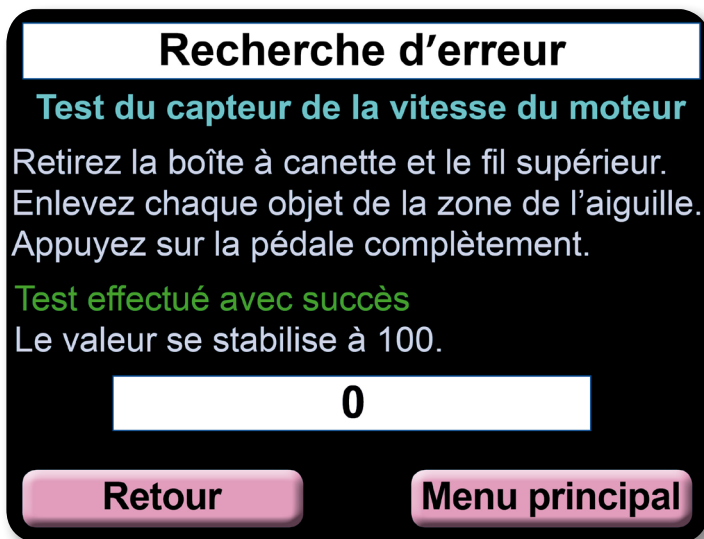 Recherche d’erreur
Test du capteur de la vitesse du moteur
Retirez la boîte à canette et le fil supérieur.
Enlevez chaque objet de la zone de l’aiguille.
Appuyez sur la pédale complètement.
Test effectué avec succès
Le valeur se stabilise à 100.
0
Retour
Menu principal